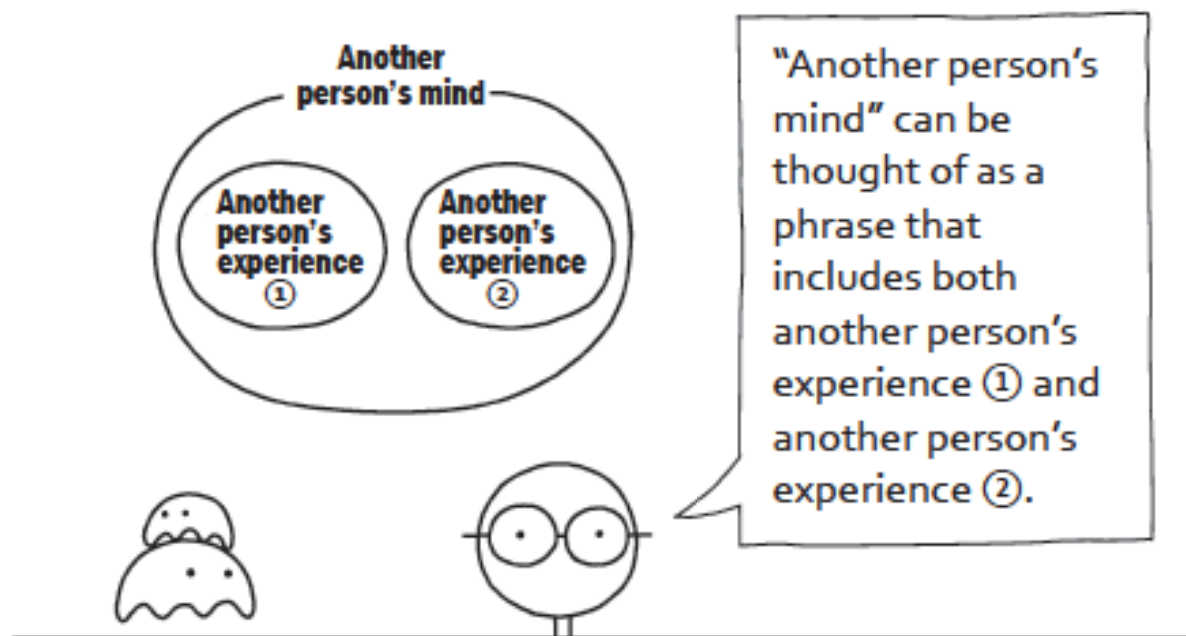 Another
person's mind
Another
person's
experience
①
Another
person's
experience
②
“Another person's
mind” can be
thought of as a
phrase that
includes both
another person's
experience ① and
another person's
experience ②.